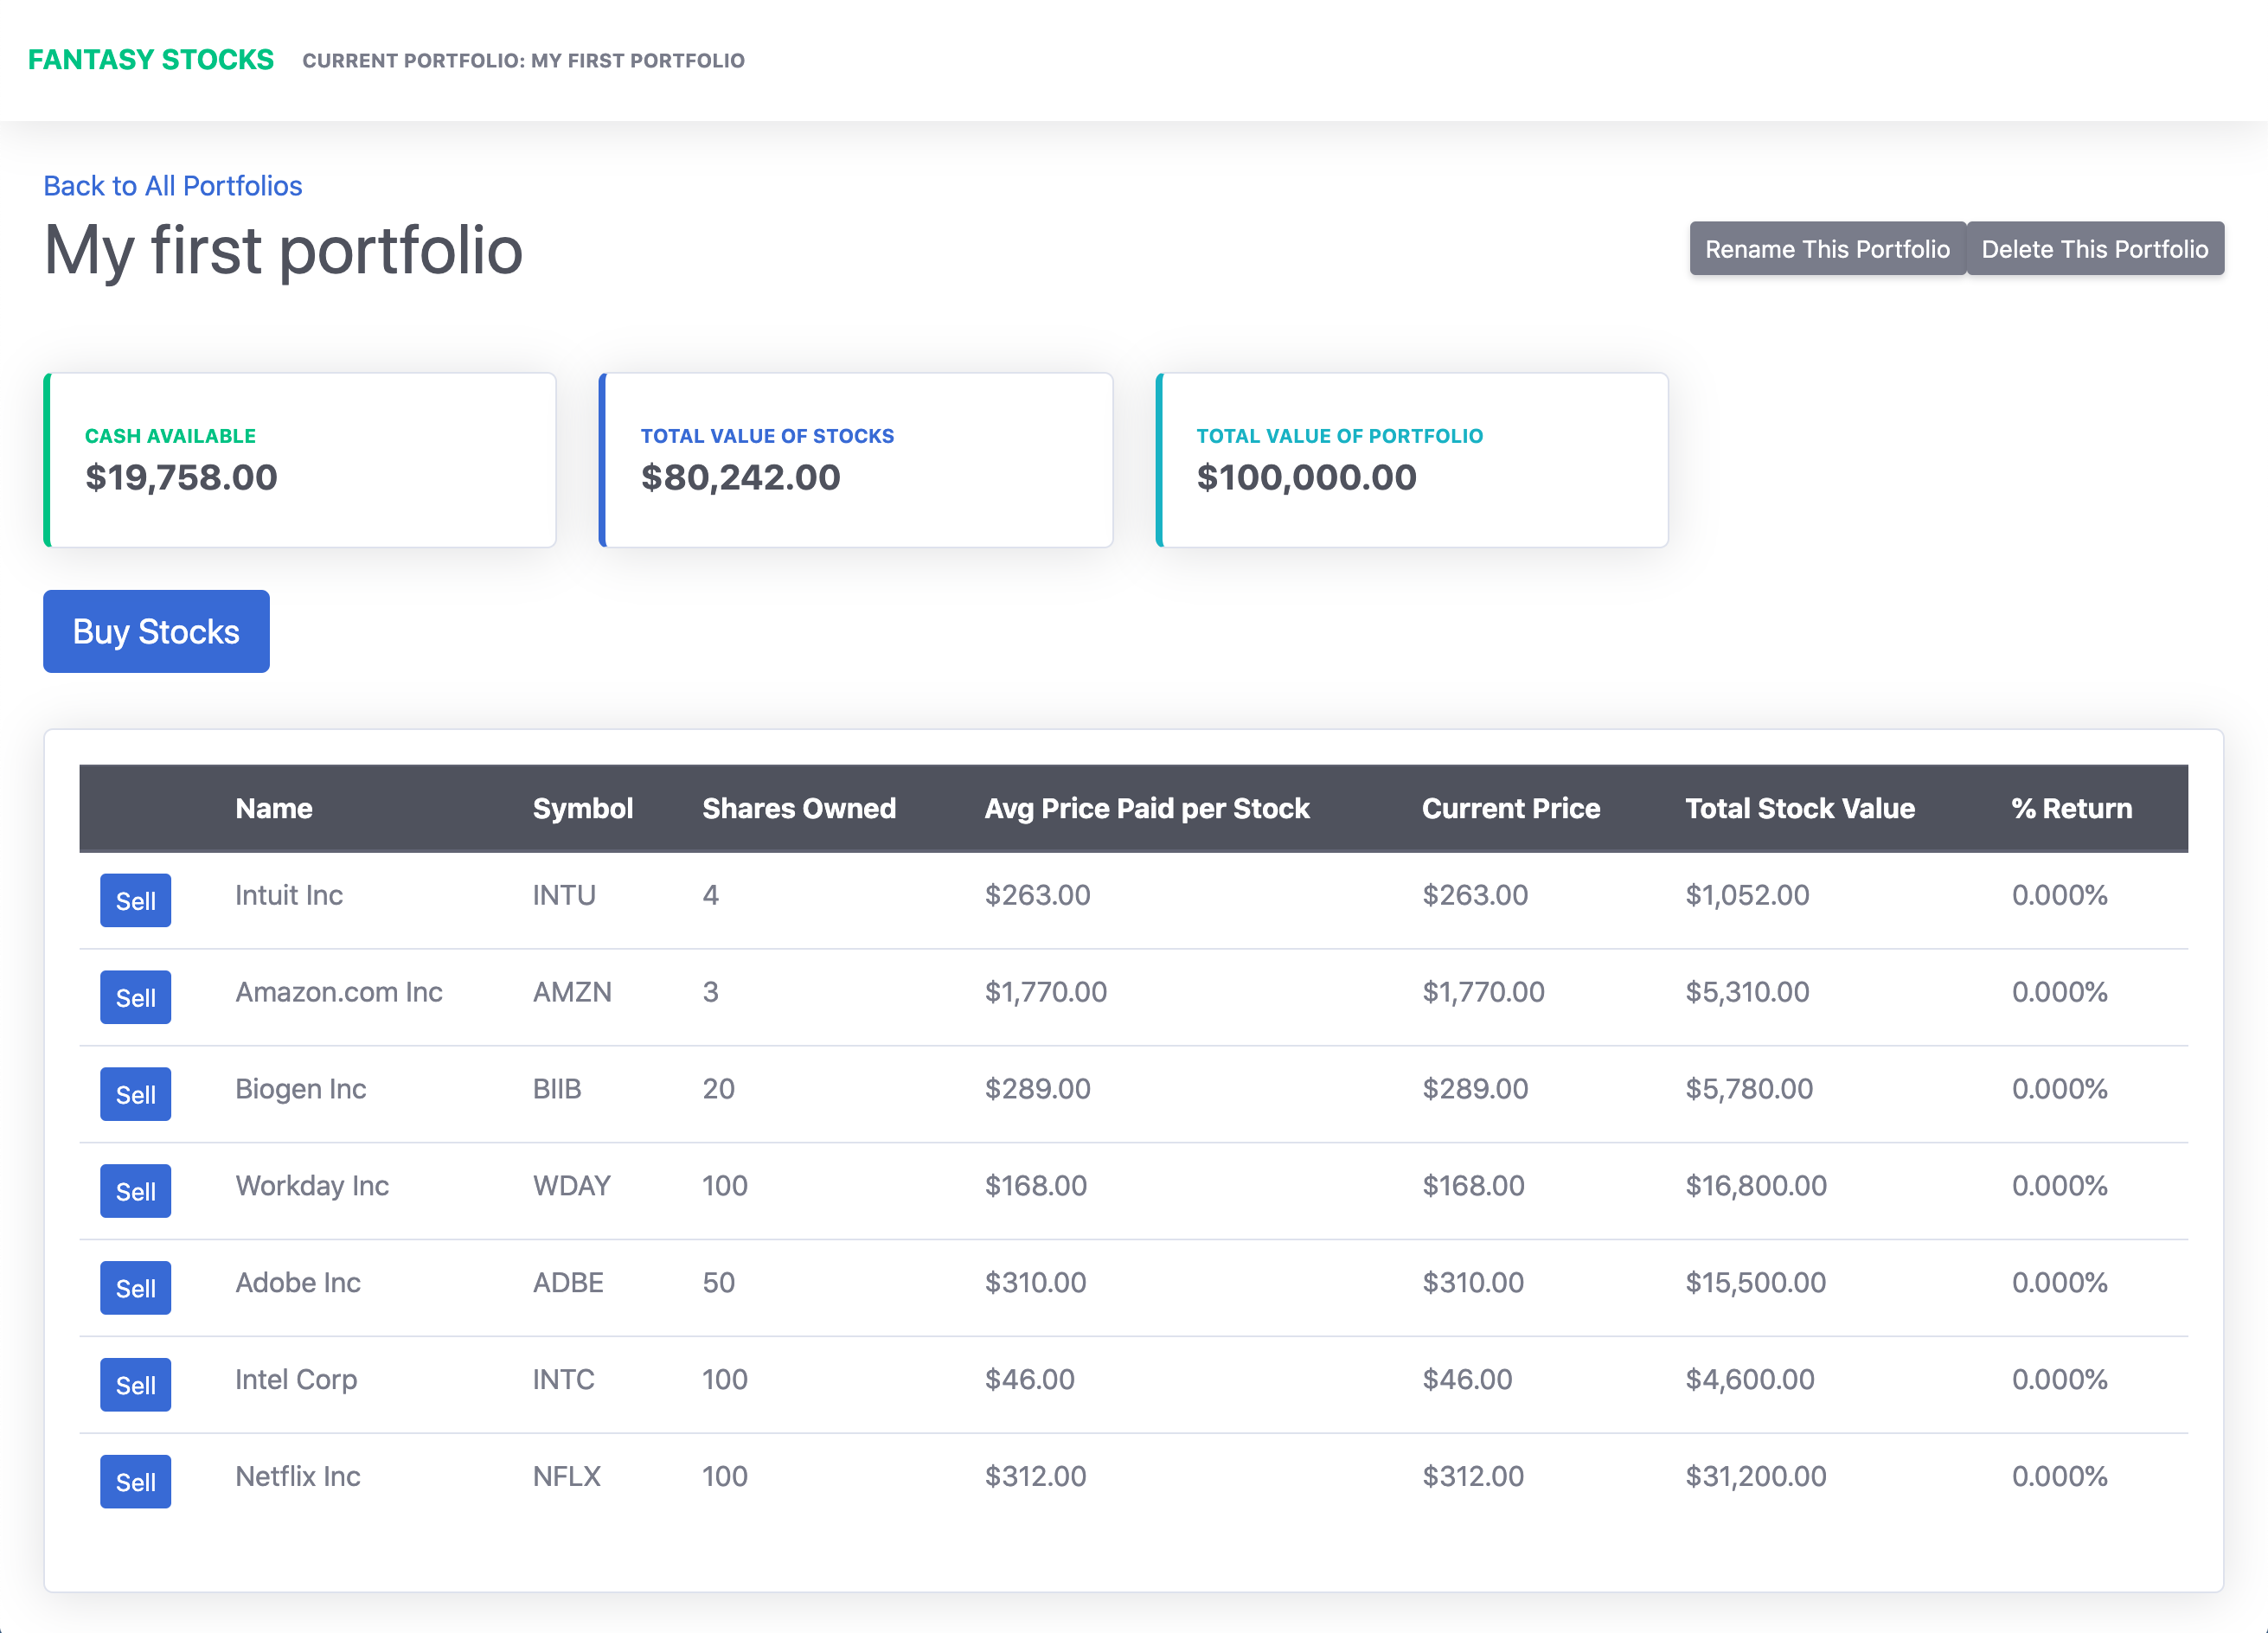 FANTASY STOCKS CURRENT PORTFOLIO: MY FIRST PORTFOLIO
Back to All Portfolios
My first portfolio
Rename This Portfolio Delete This Portfolio
CASH AVAILABLE
$19,758.00
TOTAL VALUE OF STOCKS
$80,242.00
TOTAL VALUE OF PORTFOLIO
$100,000.00
Buy Stocks
Name Symbol Shares Owned Avg Price Paid per Stock Current Price Total Stock Value % Return
Sell Intuit Inc INTU 4 $263.00 $263.00 $1,052.00 0.000%
Sell Amazon.com Inc AMZN 3 $1,770.00 $1,770.00 $5,310.00 0.000%
Sell Biogen Inc BIIB 20 $289.00 $289.00 $5,780.00 0.000%
Sell Workday Inc WDAY 100 $168.00 $168.00 $16,800.00 0.000%
Sell Adobe Inc ADBE 50 $310.00 $310.00 $15,500.00 0.000%
Sell Intel Corp INTC 100 $46.00 $46.00 $4,600.00 0.000%
Sell Netflix Inc NFLX 100 $312.00 $312.00 $31,200.00 0.000%